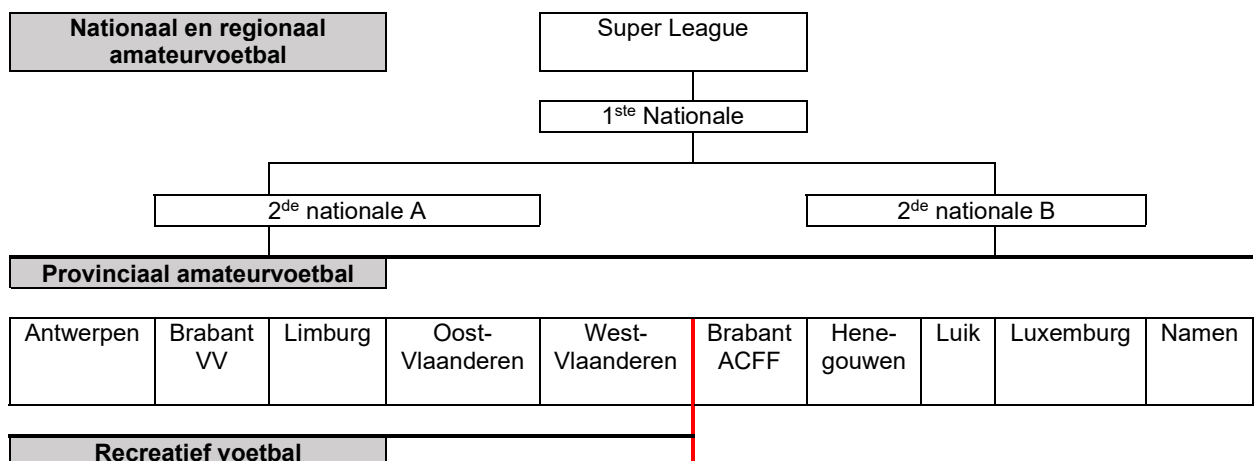 Nationaal en regionaal
amateurvoetbal
Super League
1ste Nationale
2de nationale A
2de nationale B
Provinciaal amateurvoetbal
Antwerpen
Brabant
VV
Limburg
Oost-
Vlaanderen
West-
Vlaanderen
Brabant
ACFF
Hene-
gouwen
Luik
Luxemburg
Namen
Recreatief voetbal